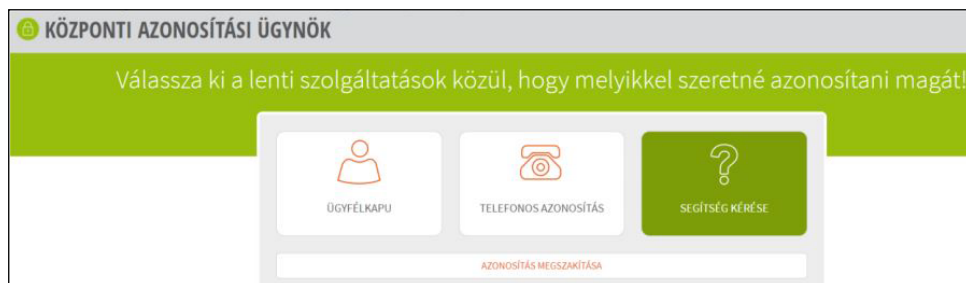 KÖZPONTI AZONOSÍTÁSI ÜGYNÖK
Válassza ki a lenti szolgáltatások közül, hogy melyikkel szeretné azonosítani magát!
ÜGYFÉLKAPU
TELEFONOS AZONOSÍTÁS
SEGÍTSÉG KÉRÉSE
AZONOSÍTÁS MEGSZAKÍTÁSA